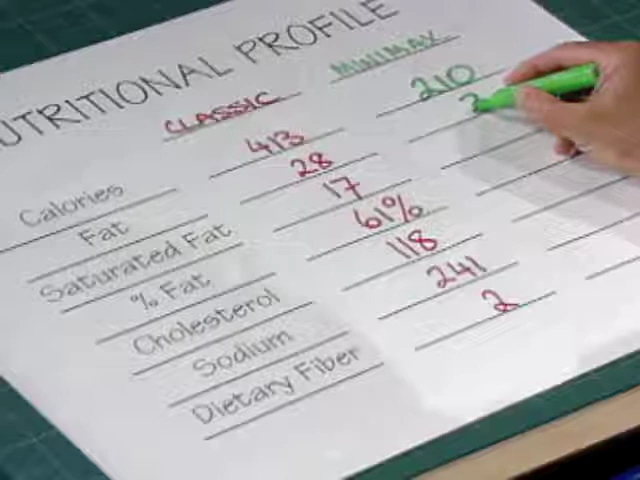 NUTRITIONAL PROFILE
CLASSIC MINIMAX
Calories 413 210
Fat 28 3
Saturated Fat 17
% Fat 61%
Cholesterol 118
Sodium 241
Dietary Fiber 2